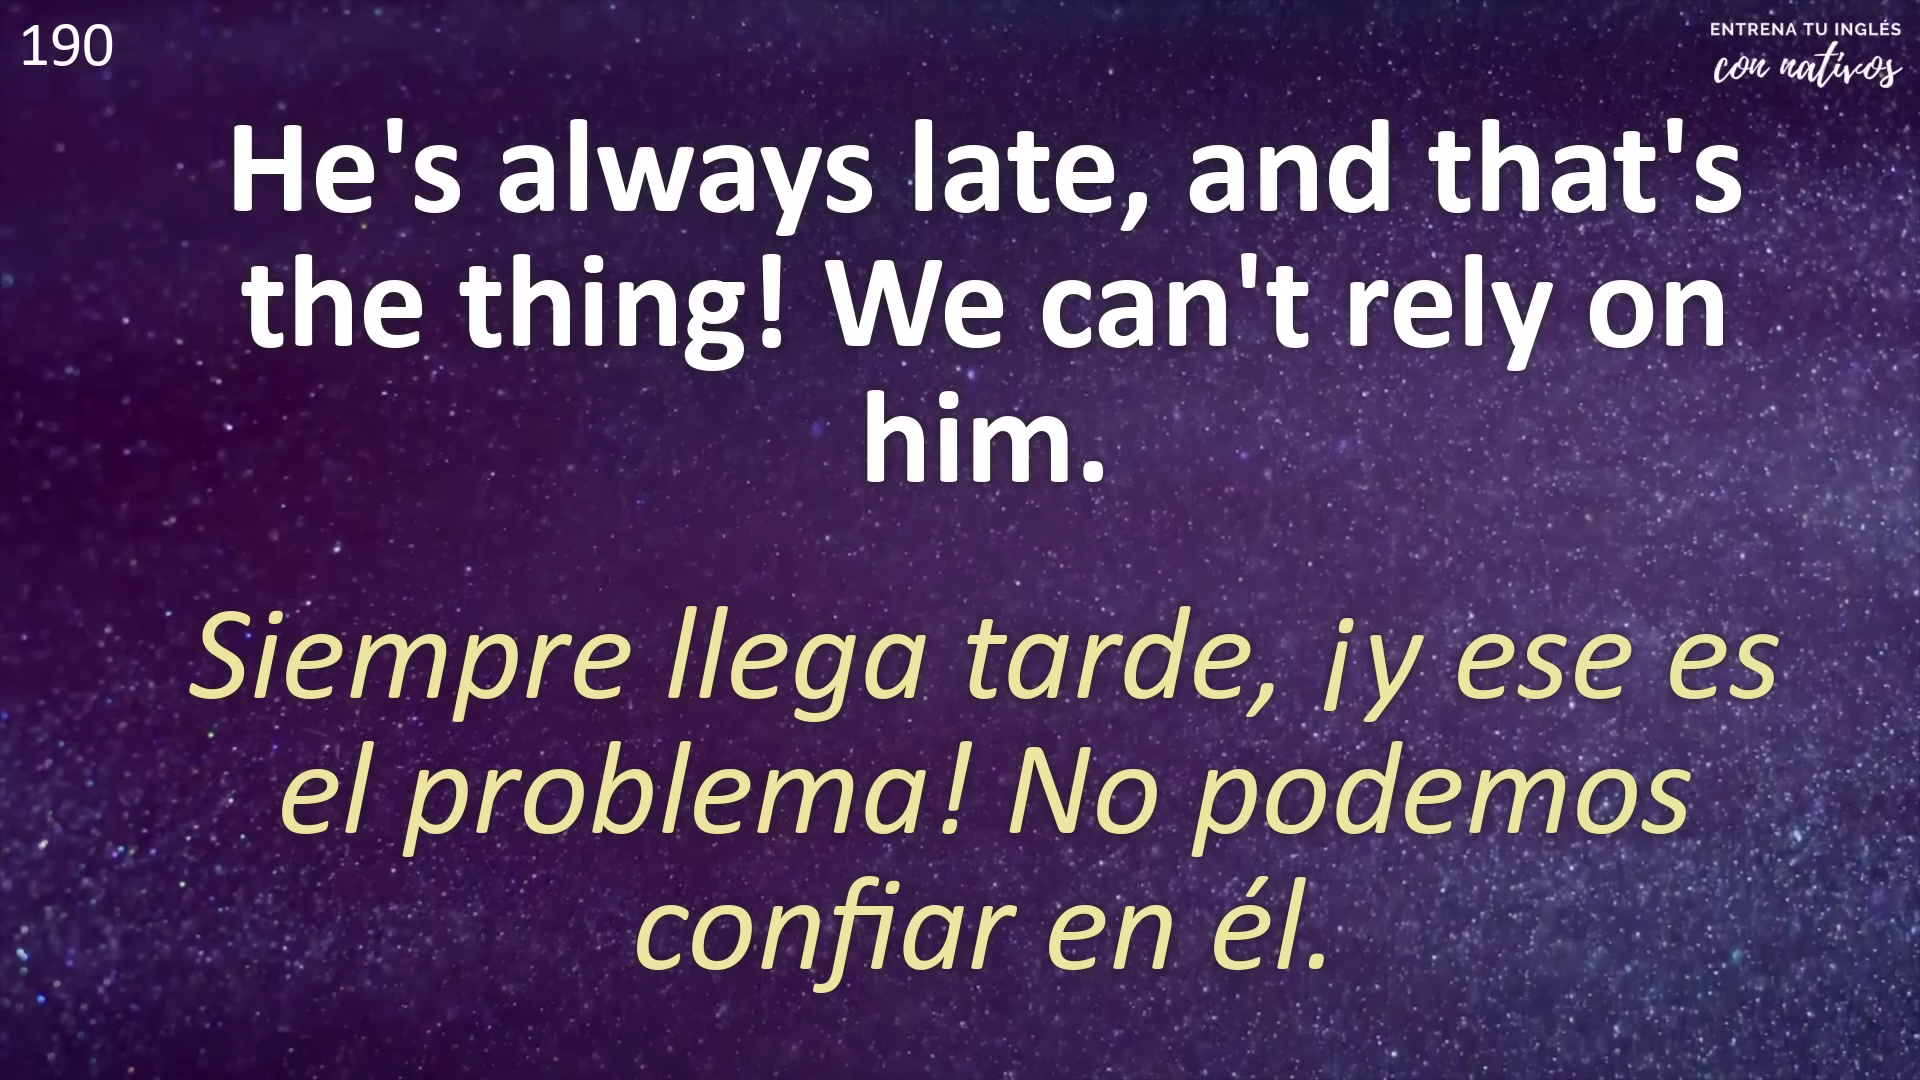 190
ENTRENA TU INGLÉS
con nativos
He's always late, and that's
the thing! We can't rely on
him.
Siempre llega tarde, ¡y ese es
el problema! No podemos
confiar en él.